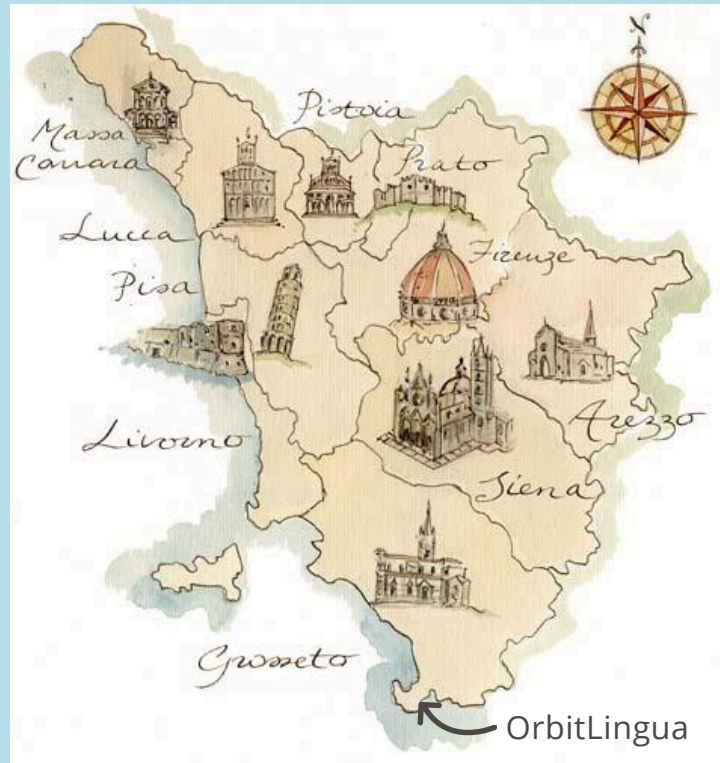 N
Pistoia
Massa
Carrara
Prato
Lucca
Firenze
Pisa
Arezzo
Livorno
Siena
Grosseto
OrbitLingua